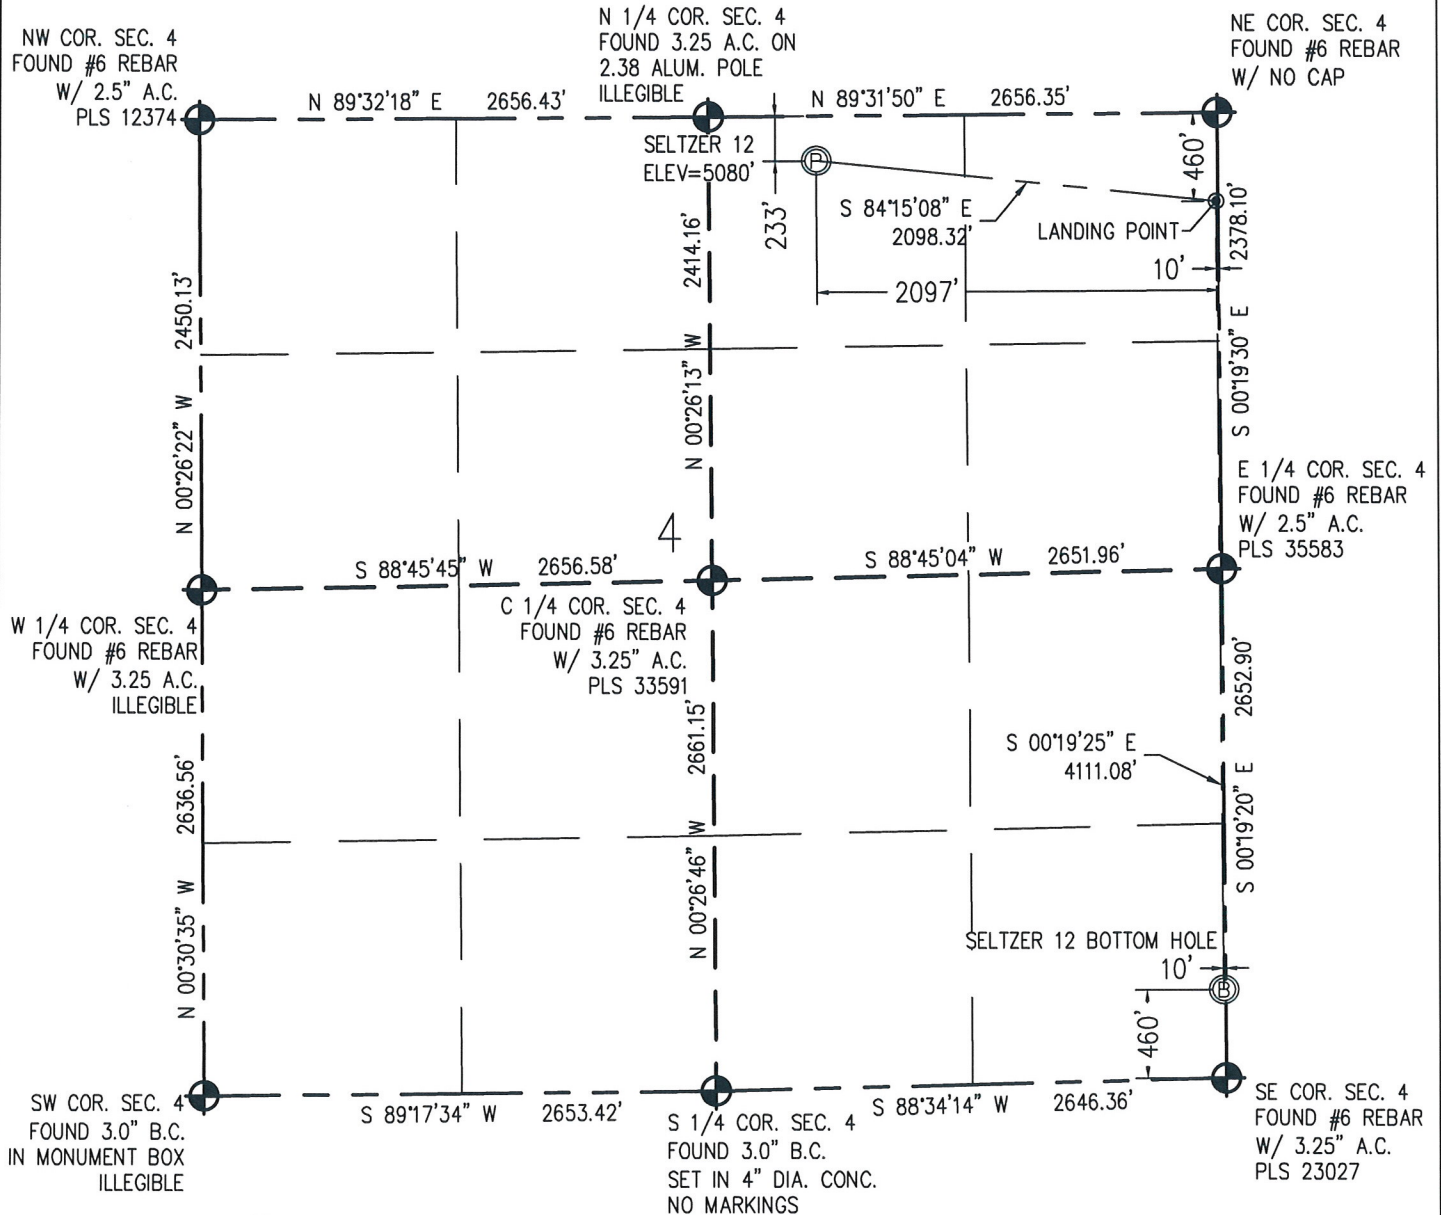 NW COR. SEC. 4
FOUND #6 REBAR
W/ 2.5" A.C.
PLS 12374
N 1/4 COR. SEC. 4
FOUND 3.25 A.C. ON
2.38 ALUM. POLE
ILLEGIBLE
NE COR. SEC. 4
FOUND #6 REBAR
W/ NO CAP
N 89°32'18" E 2656.43'
N 89°31'50" E 2656.35'
SELTZER 12
ELEV=5080'
P
233'
S 84°15'08" E
2098.32'
LANDING POINT
460'
2378.10'
10'
2097'
2450.13'
N 00°26'22" W
2414.16'
N 00°26'13" W
S 00°19'30" E
E 1/4 COR. SEC. 4
FOUND #6 REBAR
W/ 2.5" A.C.
PLS 35583
4
S 88°45'45" W 2656.58'
S 88°45'04" W 2651.96'
W 1/4 COR. SEC. 4
FOUND #6 REBAR
W/ 3.25 A.C.
ILLEGIBLE
C 1/4 COR. SEC. 4
FOUND #6 REBAR
W/ 3.25" A.C.
PLS 33591
2636.56'
N 00°30'35" W
2661.15'
N 00°26'46" W
2652.90'
S 00°19'20" E
S 00°19'25" E
4111.08'
SELTZER 12 BOTTOM HOLE
10'
B
460'
SW COR. SEC. 4
FOUND 3.0" B.C.
IN MONUMENT BOX
ILLEGIBLE
S 89°17'34" W 2653.42'
S 1/4 COR. SEC. 4
FOUND 3.0" B.C.
SET IN 4" DIA. CONC.
NO MARKINGS
S 88°34'14" W 2646.36'
SE COR. SEC. 4
FOUND #6 REBAR
W/ 3.25" A.C.
PLS 23027